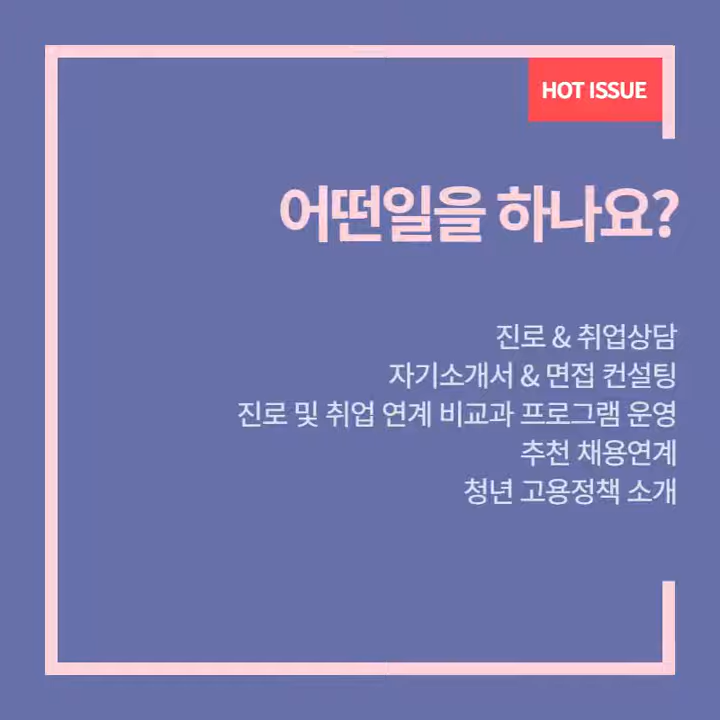 HOT ISSUE
어떤일을 하나요?
진로 & 취업상담
자기소개서 & 면접 컨설팅
진로 및 취업 연계 비교과 프로그램 운영
추천 채용연계
청년 고용정책 소개